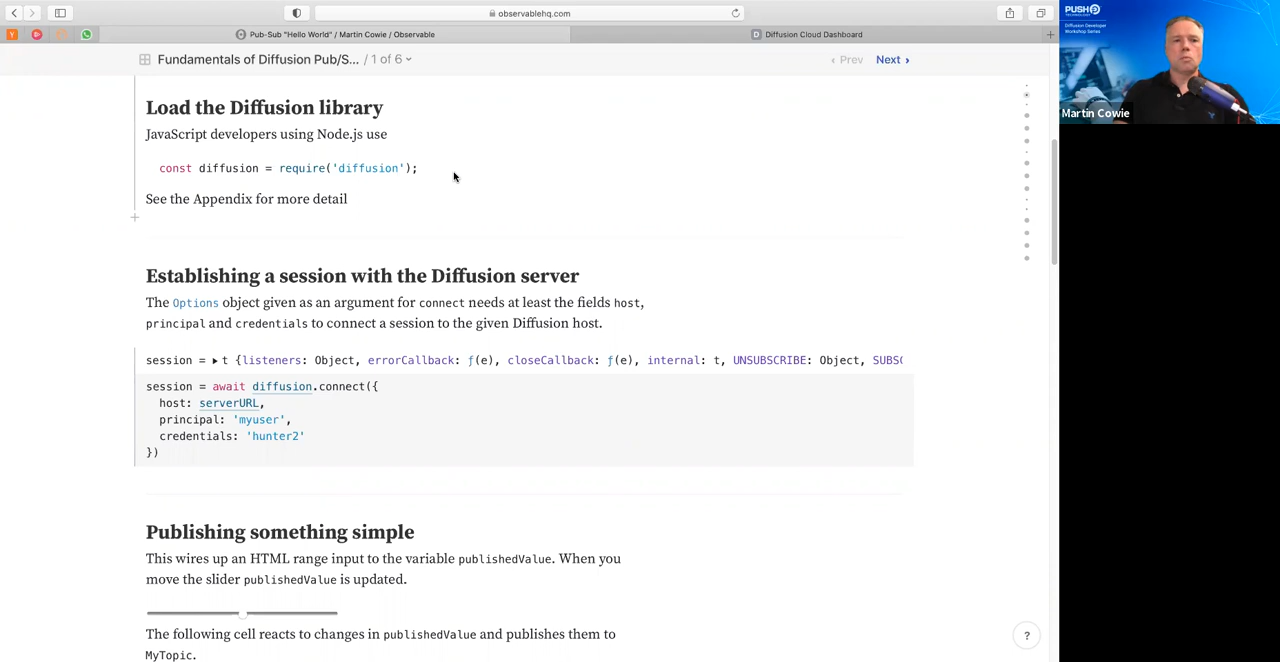 observablehq.com
Pub-Sub "Hello World" / Martin Cowie / Observable
Diffusion Cloud Dashboard
Fundamentals of Diffusion Pub/S... / 1 of 6
Prev
Next
Load the Diffusion library
JavaScript developers using Node.js use
const diffusion = require('diffusion');
See the Appendix for more detail
Establishing a session with the Diffusion server
The Options object given as an argument for connect needs at least the fields host,
principal and credentials to connect a session to the given Diffusion host.
session = ▸ t {listeners: Object, errorCallback: ƒ(e), closeCallback: ƒ(e), internal: t, UNSUBSCRIBE: Object, SUBSC
session = await diffusion.connect({
host: serverURL,
principal: 'myuser',
credentials: 'hunter2'
})
Publishing something simple
This wires up an HTML range input to the variable publishedValue. When you
move the slider publishedValue is updated.
The following cell reacts to changes in publishedValue and publishes them to
MyTopic.
?
PUSH
TECHNOLOGY
Diffusion Developer
Workshop Series
Martin Cowie
Y
D